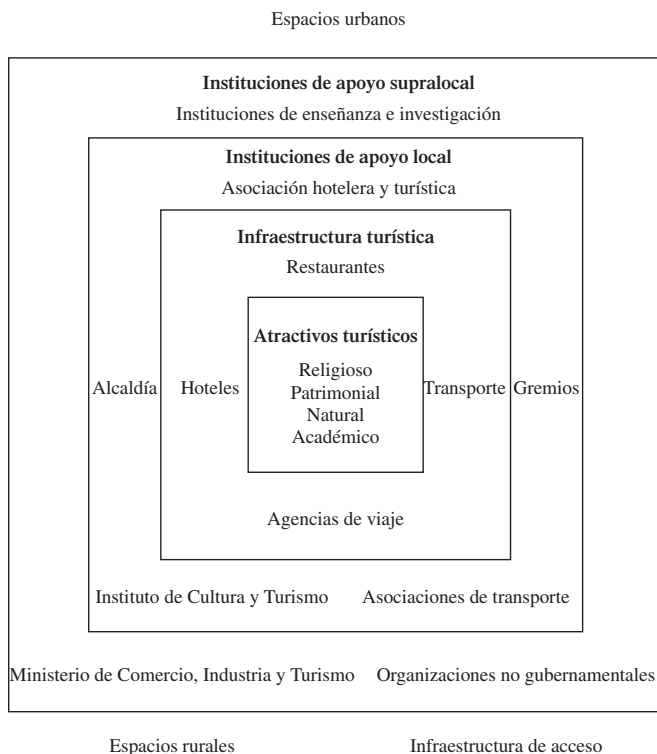 Espacios urbanos
Instituciones de apoyo supralocal
Instituciones de enseñanza e investigación
Instituciones de apoyo local
Asociación hotelera y turística
Infraestructura turística
Restaurantes
Atractivos turísticos
Religioso
Patrimonial
Natural
Académico
Alcaldía
Hoteles
Transporte
Gremios
Agencias de viaje
Instituto de Cultura y Turismo
Asociaciones de transporte
Ministerio de Comercio, Industria y Turismo
Organizaciones no gubernamentales
Espacios rurales
Infraestructura de acceso